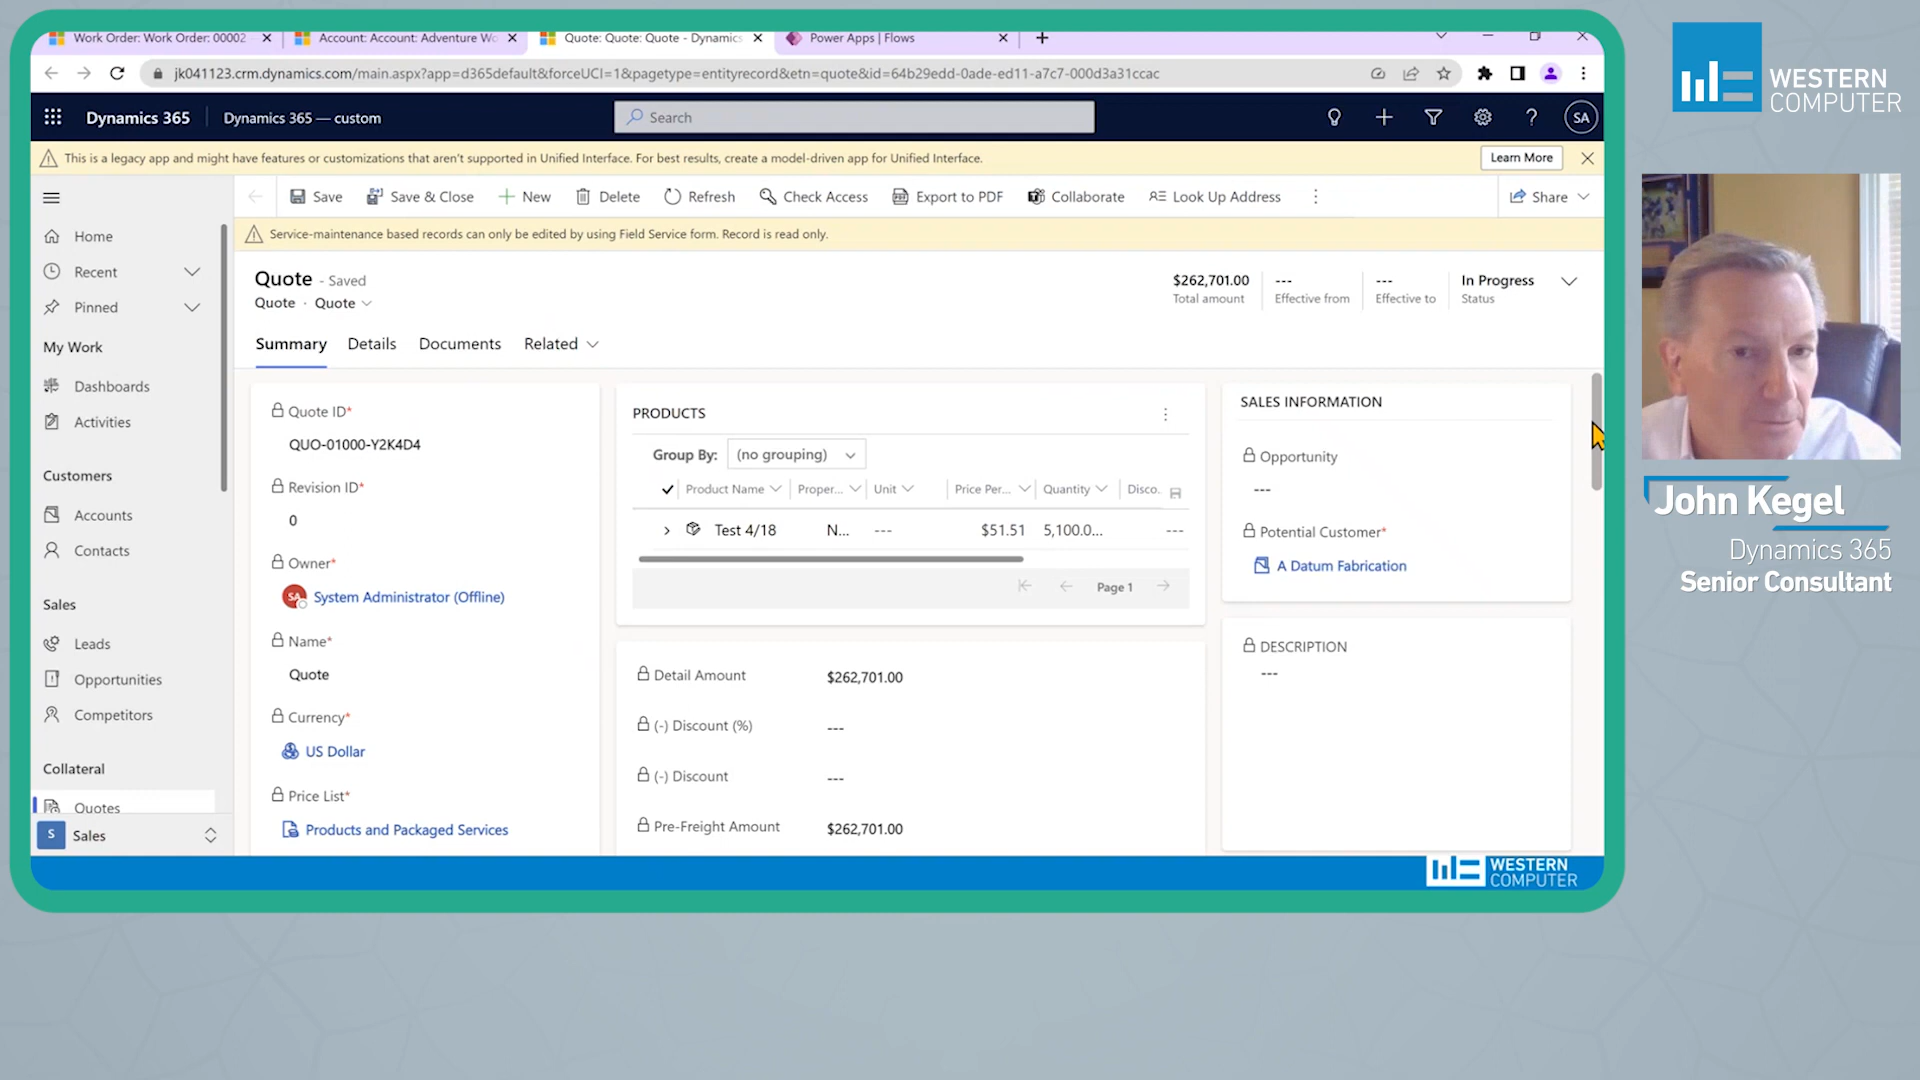 Work Order: Work Order: 00002
Account: Account: Adventure Wo
Quote: Quote: Quote - Dynamics
Power Apps | Flows
jk041123.crm.dynamics.com/main.aspx?app=d365default&forceUCI=1&pagetype=entityrecord&etn=quote&id=64b29edd-0ade-ed11-a7c7-000d3a31ccac
Dynamics 365
Dynamics 365 — custom
Search
SA
This is a legacy app and might have features or customizations that aren't supported in Unified Interface. For best results, create a model-driven app for Unified Interface.
Learn More
Save
Save & Close
New
Delete
Refresh
Check Access
Export to PDF
Collaborate
Look Up Address
Share
Service-maintenance based records can only be edited by using Field Service form. Record is read only.
Home
Recent
Pinned
My Work
Dashboards
Activities
Customers
Accounts
Contacts
Sales
Leads
Opportunities
Competitors
Collateral
Quotes
S Sales
Quote - Saved
Quote · Quote
$262,701.00
Total amount
---
Effective from
---
Effective to
In Progress
Status
Summary
Details
Documents
Related
Quote ID*
QUO-01000-Y2K4D4
Revision ID*
0
Owner*
SA System Administrator (Offline)
Name*
Quote
Currency*
US Dollar
Price List*
Products and Packaged Services
PRODUCTS
Group By: (no grouping)
Product Name Proper... Unit Price Per... Quantity Disco.
Test 4/18 N... --- $51.51 5,100.0... ---
Page 1
Detail Amount $262,701.00
(-) Discount (%) ---
(-) Discount ---
Pre-Freight Amount $262,701.00
SALES INFORMATION
Opportunity
---
Potential Customer*
A Datum Fabrication
DESCRIPTION
---
WESTERN
COMPUTER
WESTERN
COMPUTER
John Kegel
Dynamics 365
Senior Consultant